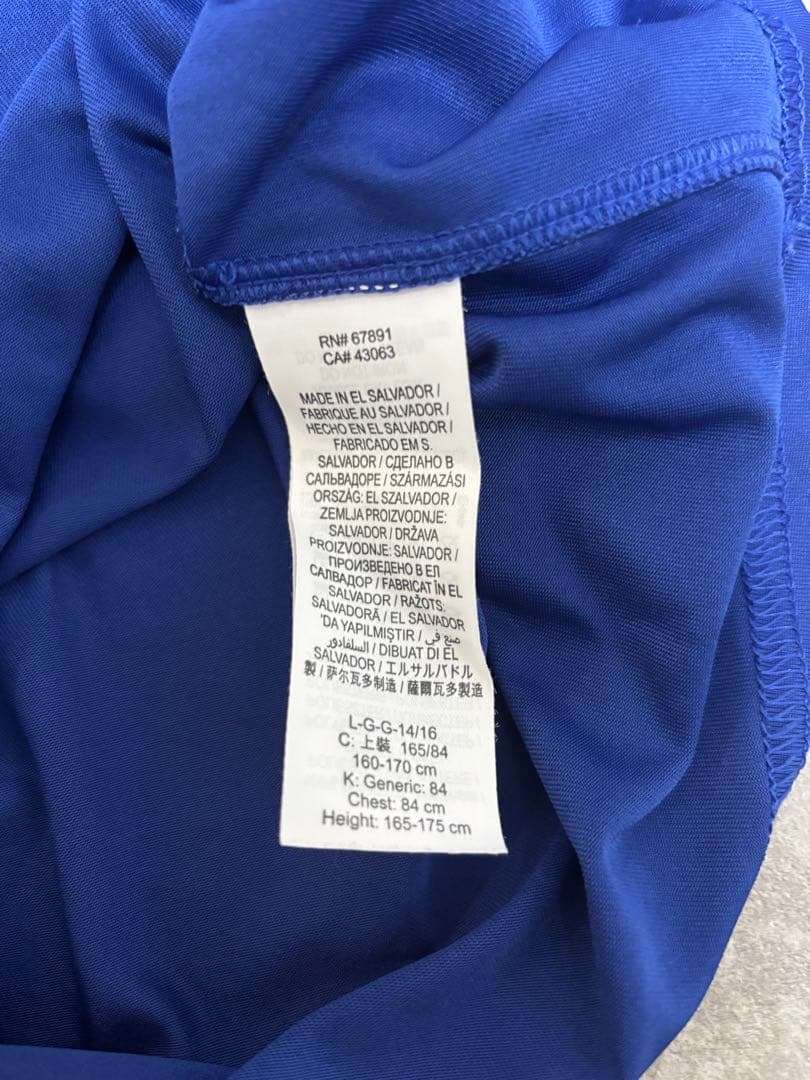 RN# 67891
CA# 43063
MADE IN EL SALVADOR /
FABRIQUE AU SALVADOR /
HECHO EN EL SALVADOR /
FABRICADO EM S.
SALVADOR / СДЕЛАНО В
САЛЬВАДОРЕ / SZÁRMAZÁSI
ORSZÁG: EL SZALVADOR /
ZEMLJA PROIZVODNJE:
SALVADOR / DRŽAVA
PROIZVODNJE: SALVADOR /
ПРОИЗВЕДЕНО В ЕЛ
САЛВАДОР / FABRICAT ÎN EL
SALVADOR / RAŽOTS:
SALVADORĀ / EL SALVADOR
'DA YAPILMIŞTIR / صنع في
السلفادور / DIBUAT DI EL
SALVADOR / エルサルバドル
製 / 萨尔瓦多制造 / 薩爾瓦多製造
L-G-G-14/16
C: 上裝 165/84
160-170 cm
K: Generic: 84
Chest: 84 cm
Height: 165-175 cm